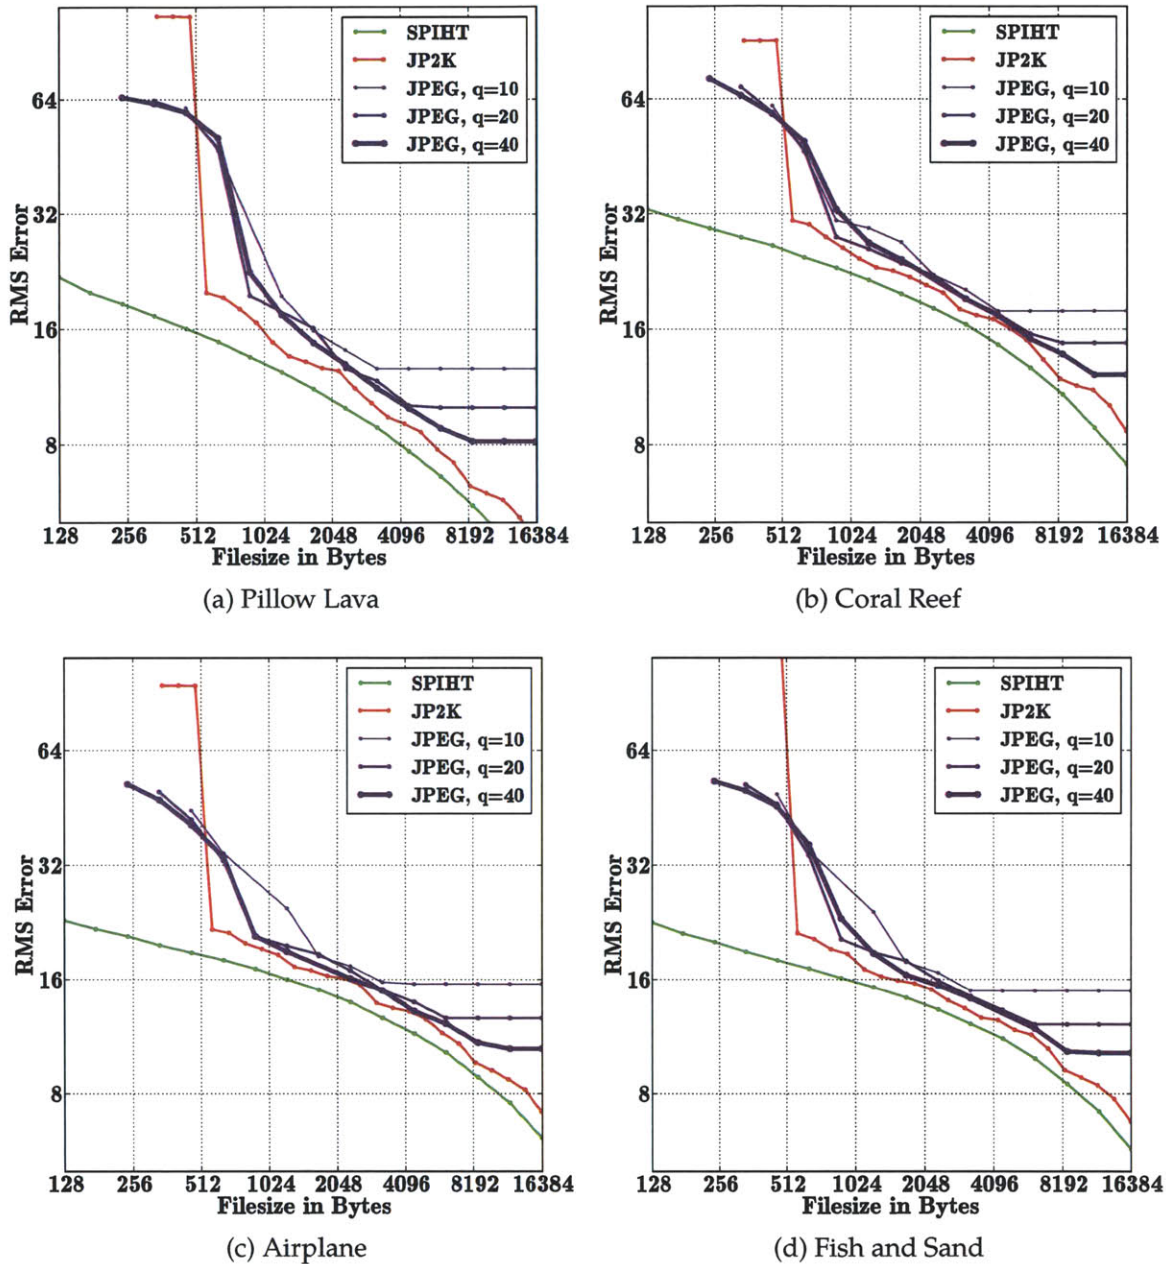 SPIHT
JP2K
JPEG, q=10
JPEG, q=20
JPEG, q=40
64
32
16
8
RMS Error
128 256 512 1024 2048 4096 8192 16384
Filesize in Bytes
(a) Pillow Lava
SPIHT
JP2K
JPEG, q=10
JPEG, q=20
JPEG, q=40
64
32
16
8
RMS Error
128 256 512 1024 2048 4096 8192 16384
Filesize in Bytes
(b) Coral Reef
SPIHT
JP2K
JPEG, q=10
JPEG, q=20
JPEG, q=40
64
32
16
8
RMS Error
128 256 512 1024 2048 4096 8192 16384
Filesize in Bytes
(c) Airplane
SPIHT
JP2K
JPEG, q=10
JPEG, q=20
JPEG, q=40
64
32
16
8
RMS Error
128 256 512 1024 2048 4096 8192 16384
Filesize in Bytes
(d) Fish and Sand